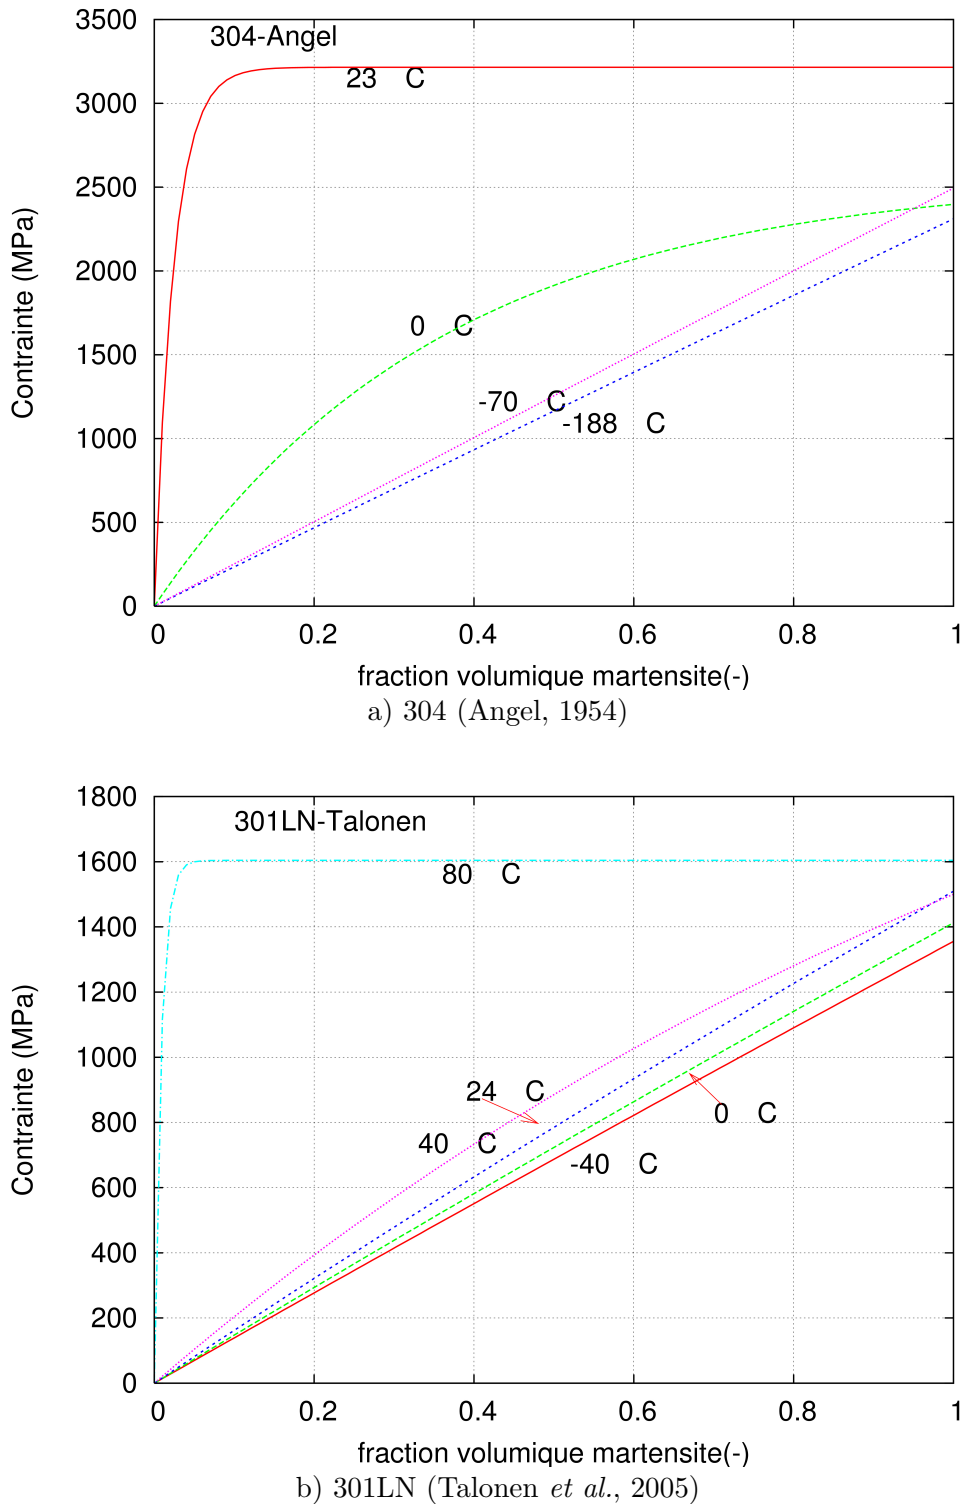 3500
304-Angel
23 C
3000
2500
Contrainte (MPa)
2000
0 C
1500
-70 C
-188 C
1000
500
0
0 0.2 0.4 0.6 0.8 1
fraction volumique martensite(-)
a) 304 (Angel, 1954)
1800
301LN-Talonen
1600
80 C
1400
1200
Contrainte (MPa)
1000
24 C
0 C
800
40 C
-40 C
600
400
200
0
0 0.2 0.4 0.6 0.8 1
fraction volumique martensite(-)
b) 301LN (Talonen et al., 2005)